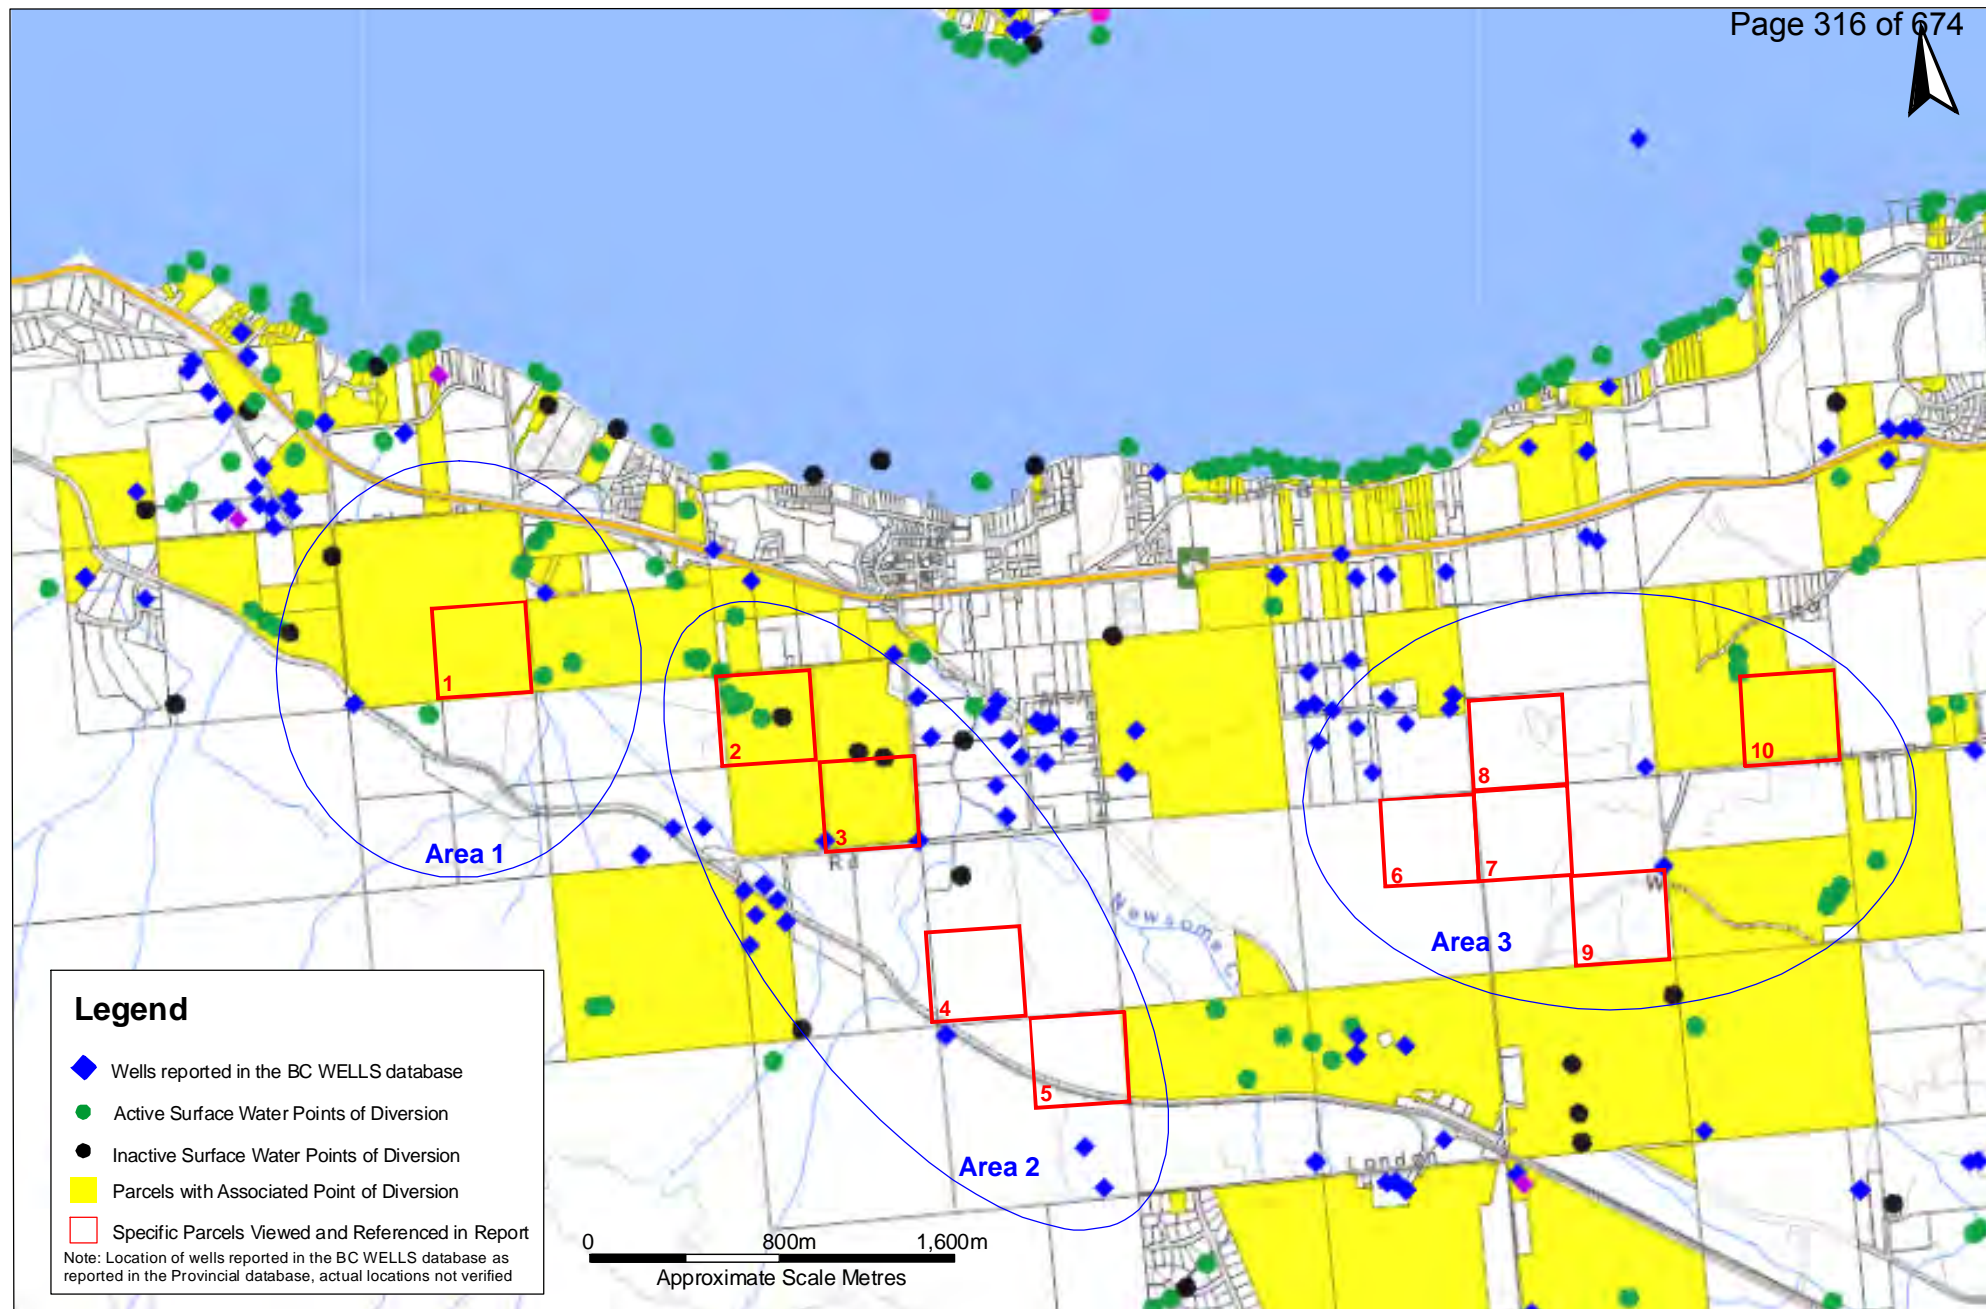 Page 316 of 674
1
2
3
4
5
6
7
8
9
10
Area 1
Area 2
Area 3
Rd
Newsome C
W
Legend
Wells reported in the BC WELLS database
Active Surface Water Points of Diversion
Inactive Surface Water Points of Diversion
Parcels with Associated Point of Diversion
Specific Parcels Viewed and Referenced in Report
Note: Location of wells reported in the BC WELLS database as
reported in the Provincial database, actual locations not verified
0 800m 1,600m
Approximate Scale Metres